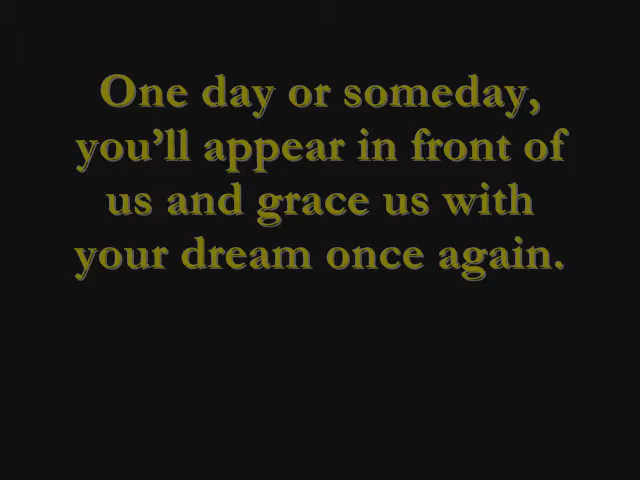 One day or someday,
you’ll appear in front of
us and grace us with
your dream once again.